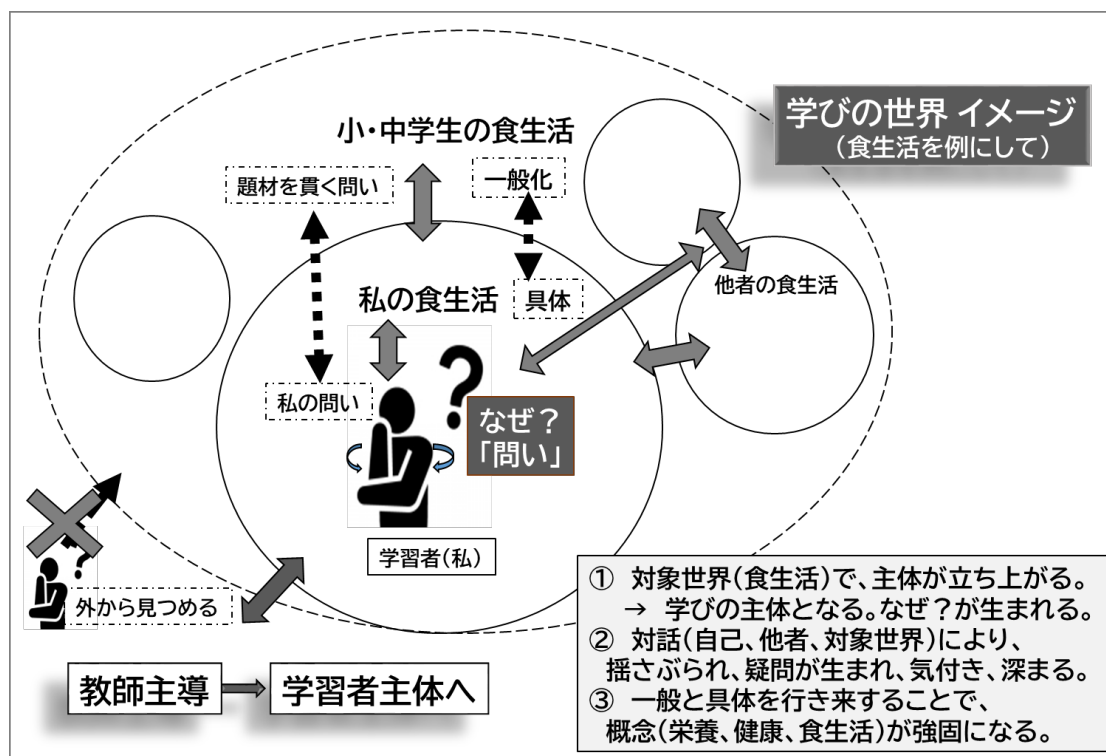 学びの世界 イメージ
（食生活を例にして）
小・中学生の食生活
題材を貫く問い
一般化
私の食生活
具体
他者の食生活
私の問い
なぜ？
「問い」
学習者（私）
外から見つめる
教師主導
学習者主体へ
① 対象世界（食生活）で、主体が立ち上がる。
→ 学びの主体となる。なぜ？が生まれる。
② 対話（自己、他者、対象世界）により、
揺さぶられ、疑問が生まれ、気付き、深まる。
③ 一般と具体を行き来することで、
概念（栄養、健康、食生活）が強固になる。